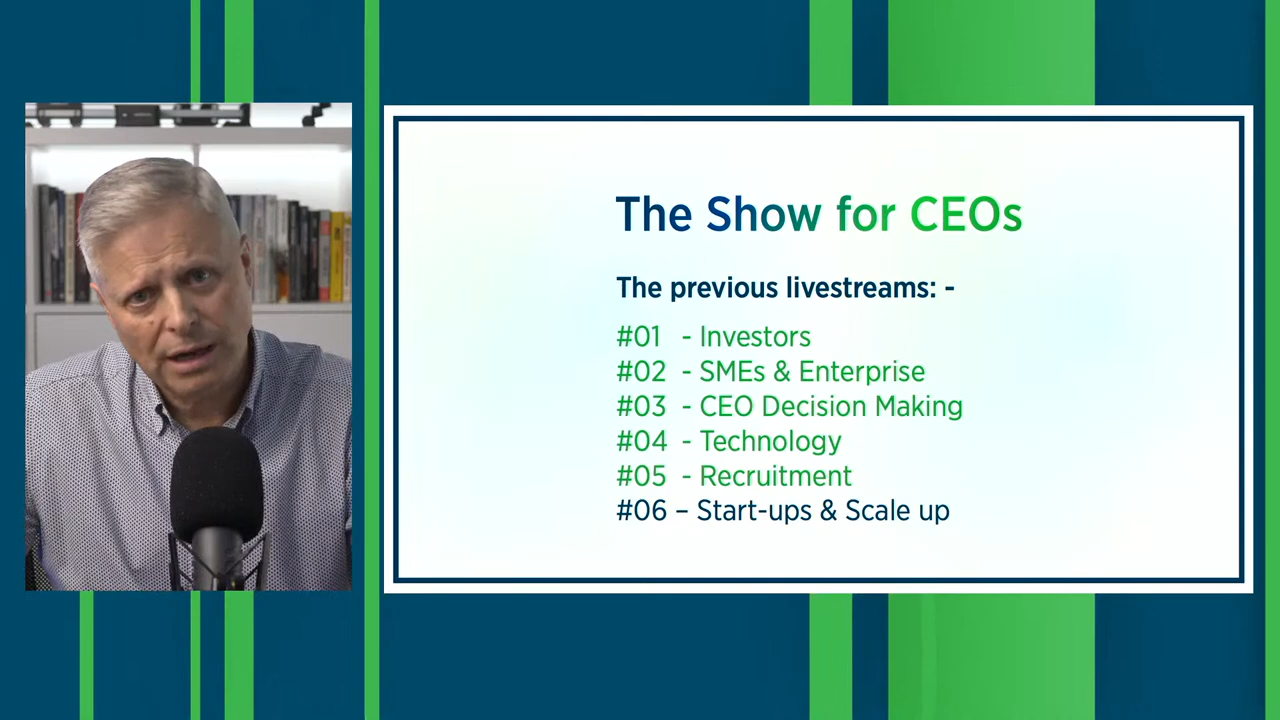 The Show for CEOs
The previous livestreams: -
#01 - Investors
#02 - SMEs & Enterprise
#03 - CEO Decision Making
#04 - Technology
#05 - Recruitment
#06 – Start-ups & Scale up